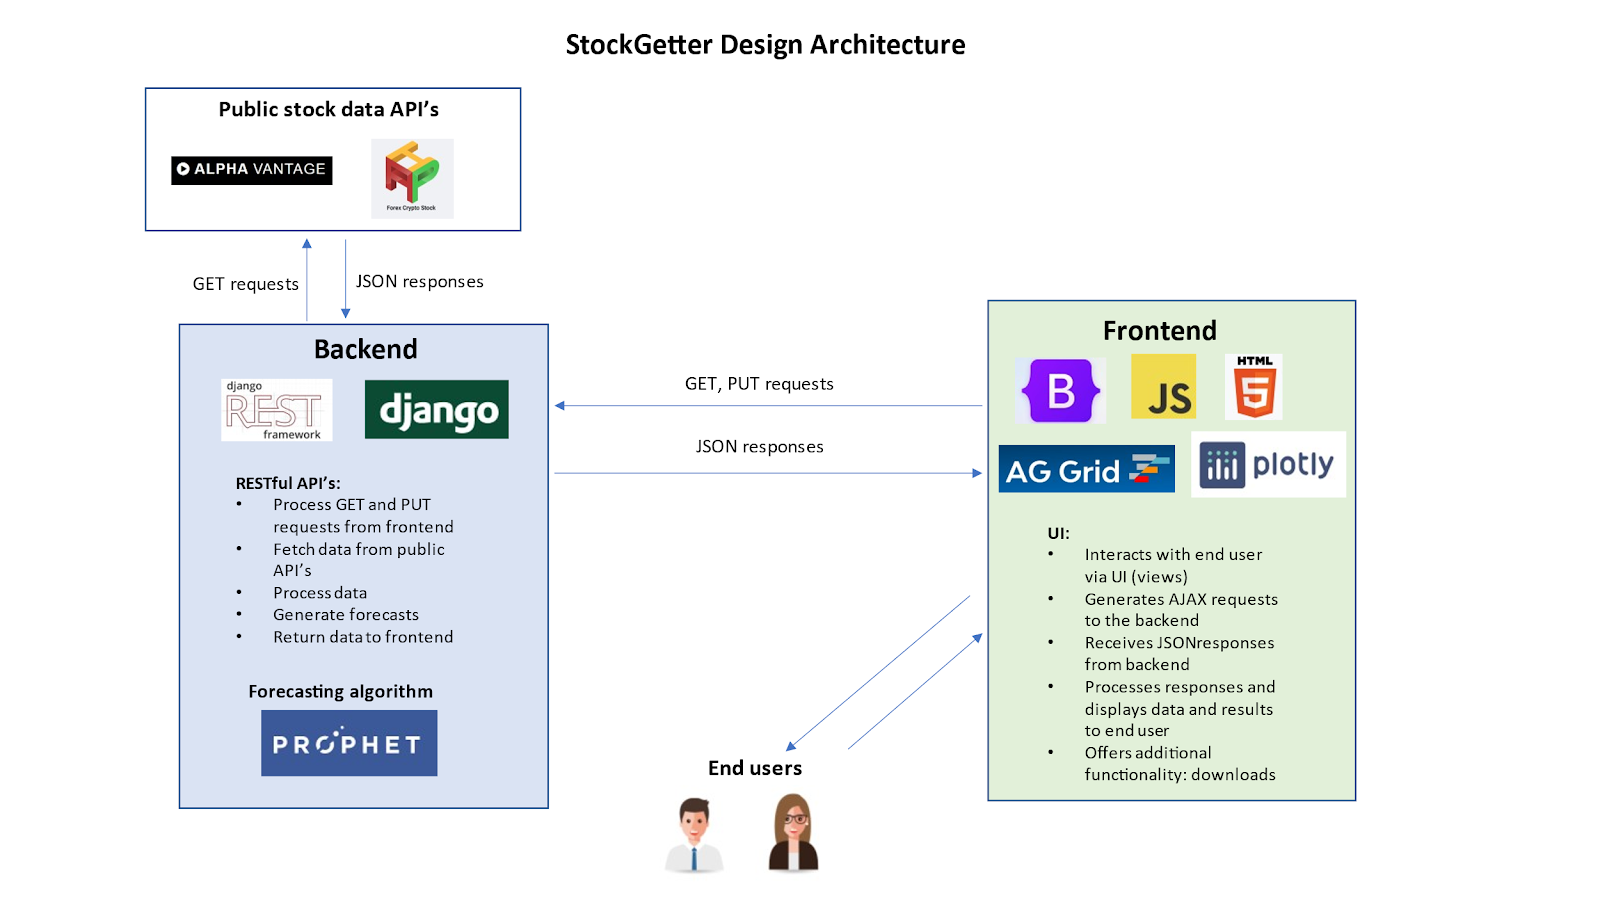 StockGetter Design Architecture
Public stock data API’s
ALPHA VANTAGE
Forex Crypto Stock
GET requests
JSON responses
Backend
django
REST
framework
django
RESTful API’s:
• Process GET and PUT
requests from frontend
• Fetch data from public
API’s
• Process data
• Generate forecasts
• Return data to frontend
Forecasting algorithm
PROPHET
GET, PUT requests
JSON responses
Frontend
B
JS
HTML
5
AG Grid
plotly
UI:
• Interacts with end user
via UI (views)
• Generates AJAX requests
to the backend
• Receives JSONresponses
from backend
• Processes responses and
displays data and results
to end user
• Offers additional
functionality: downloads
End users